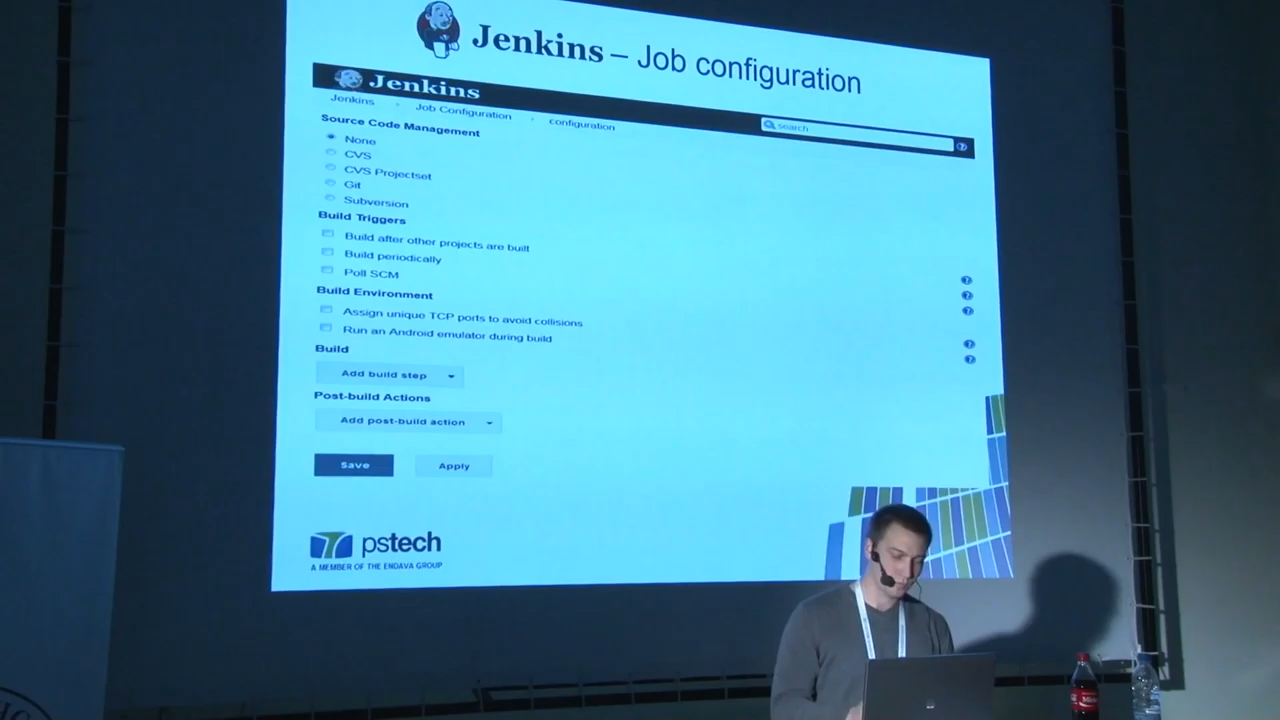 Jenkins – Job configuration
Jenkins
Jenkins
Job Configuration
configuration
search
Source Code Management
None
CVS
CVS Projectset
Git
Subversion
Build Triggers
Build after other projects are built
Build periodically
Poll SCM
Build Environment
Assign unique TCP ports to avoid collisions
Run an Android emulator during build
Build
Add build step
Post-build Actions
Add post-build action
Save
Apply
pstech
A MEMBER OF THE ENDAVA GROUP